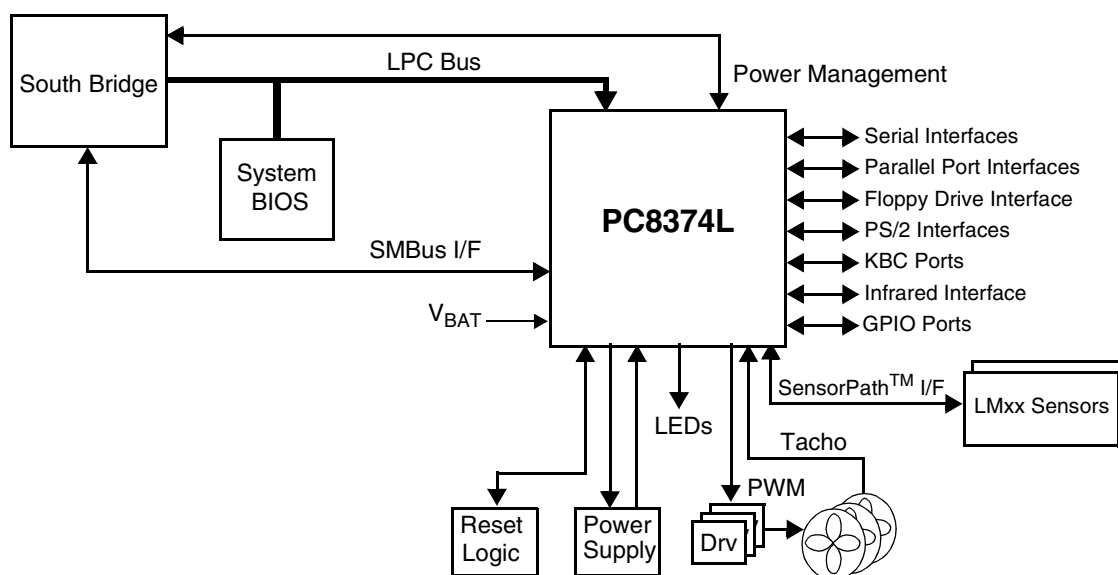 South Bridge
LPC Bus
Power Management
System
BIOS
PC8374L
Serial Interfaces
Parallel Port Interfaces
Floppy Drive Interface
PS/2 Interfaces
KBC Ports
Infrared Interface
GPIO Ports
SMBus I/F
VBAT
SensorPath™ I/F
LMxx Sensors
LEDs
Tacho
PWM
Reset
Logic
Power
Supply
Drv